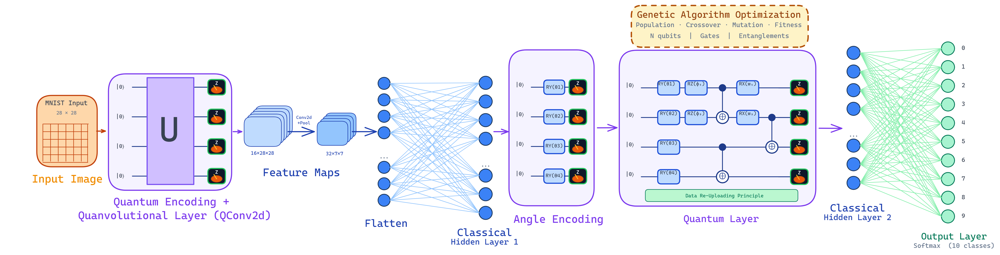 Genetic Algorithm Optimization
Population · Crossover · Mutation · Fitness
N qubits | Gates | Entanglements
MNIST Input
28 × 28
Input Image
|0⟩
|0⟩
|0⟩
|0⟩
U
Z
Z
Z
Z
Quantum Encoding +
Quanvolutional Layer (QConv2d)
16×28×28
Conv2d
+Pool
32×7×7
Feature Maps
...
Flatten
...
Classical
Hidden Layer 1
|0⟩ RY(θ1) Z
|0⟩ RY(θ2) Z
|0⟩ RY(θ3) Z
|0⟩ RY(θ4) Z
Angle Encoding
|0⟩ RY(θ1) RZ(φ₁) RX(w₁) Z
|0⟩ RY(θ2) RZ(φ₂) RX(w₂) Z
|0⟩ RY(θ3) Z
|0⟩ RY(θ4) Z
Data Re-Uploading Principle
Quantum Layer
...
Classical
Hidden Layer 2
0
1
2
3
4
5
6
7
8
9
Output Layer
Softmax (10 classes)